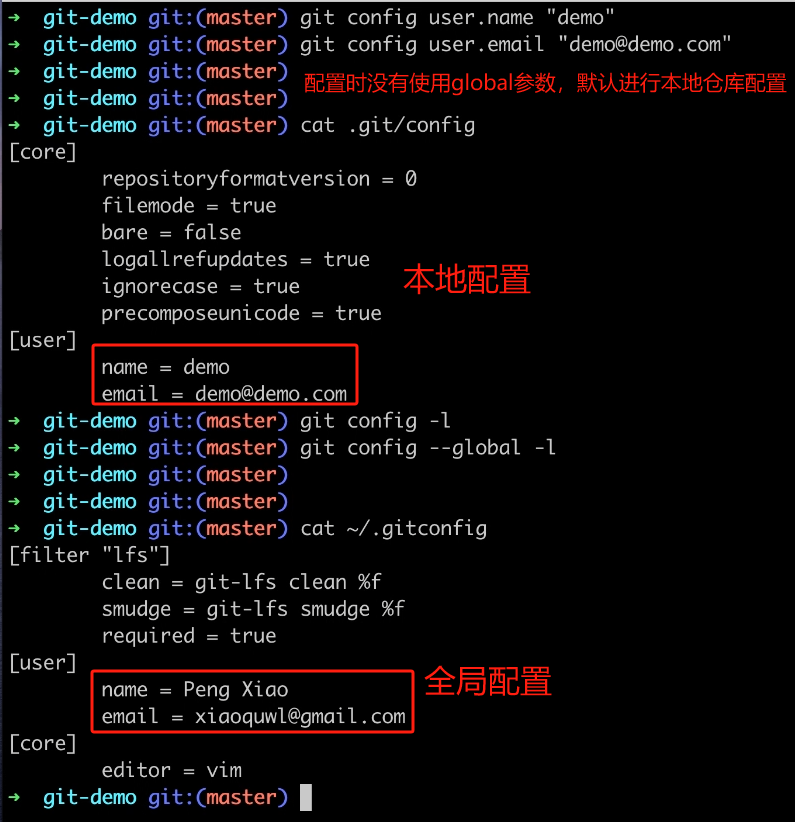 ➜  git-demo git:(master) git config user.name "demo"
➜  git-demo git:(master) git config user.email "demo@demo.com"
➜  git-demo git:(master)
配置时没有使用global参数，默认进行本地仓库配置
➜  git-demo git:(master)
➜  git-demo git:(master) cat .git/config
[core]
        repositoryformatversion = 0
        filemode = true
        bare = false
        logallrefupdates = true
        ignorecase = true
本地配置
        precomposeunicode = true
[user]
        name = demo
        email = demo@demo.com
➜  git-demo git:(master) git config -l
➜  git-demo git:(master) git config --global -l
➜  git-demo git:(master)
➜  git-demo git:(master)
➜  git-demo git:(master) cat ~/.gitconfig
[filter "lfs"]
        clean = git-lfs clean %f
        smudge = git-lfs smudge %f
        required = true
[user]
全局配置
        name = Peng Xiao
        email = xiaoquwl@gmail.com
[core]
        editor = vim
➜  git-demo git:(master)